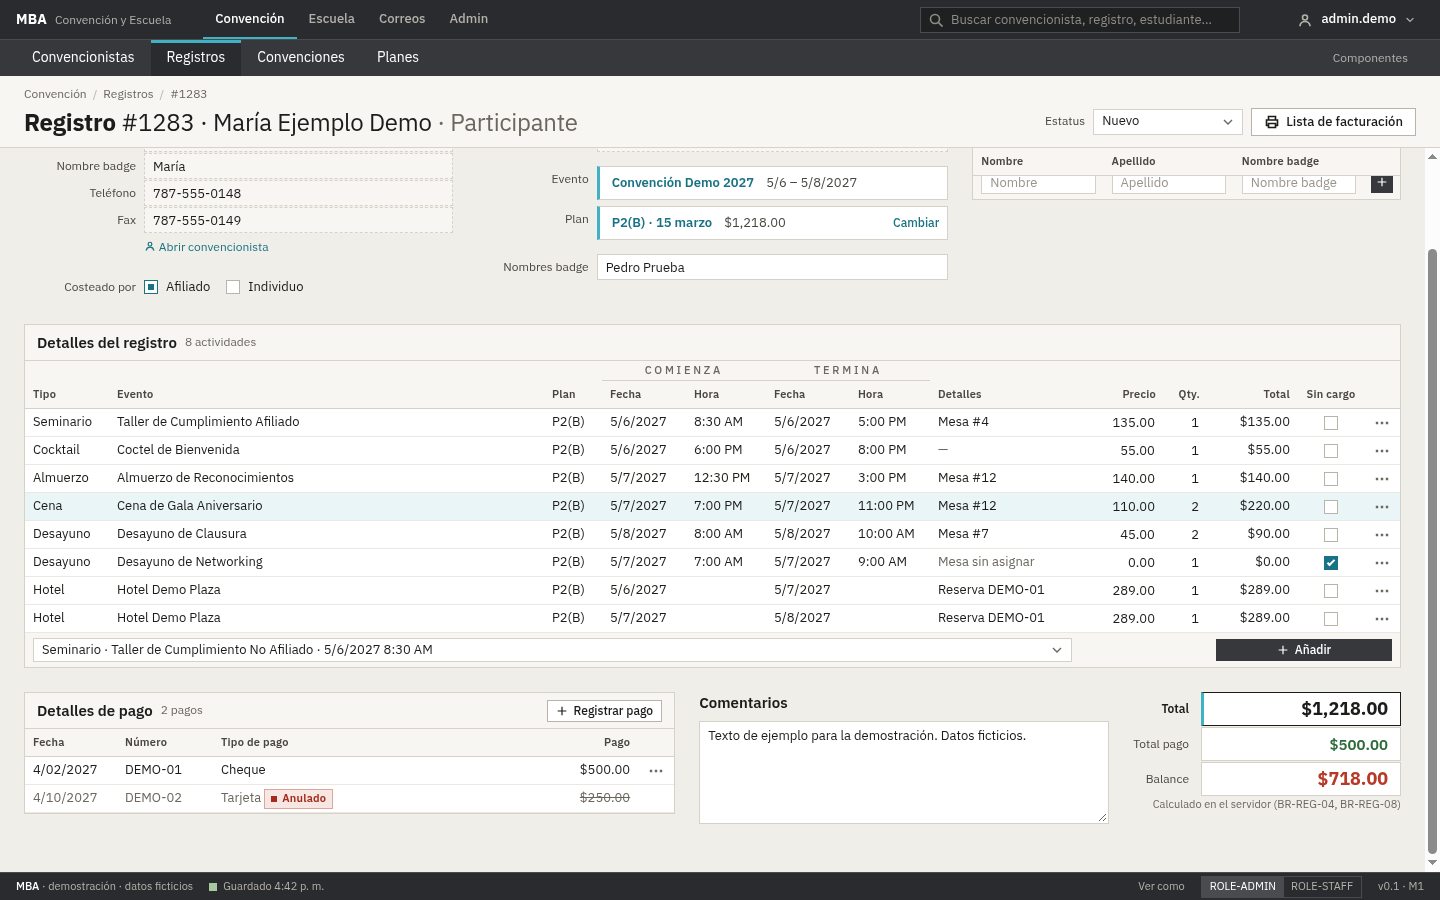 MBA Convención y Escuela Convención Escuela Correos Admin Buscar convencionista, registro, estudiante... admin.demo
Convencionistas Registros Convenciones Planes Componentes
Convención / Registros / #1283
Registro #1283 · María Ejemplo Demo · Participante
Estatus Nuevo Lista de facturación
Nombre badge María
Teléfono 787-555-0148
Fax 787-555-0149
Abrir convencionista
Costeado por Afiliado Individuo
Evento Convención Demo 2027 5/6 – 5/8/2027
Plan P2(B) · 15 marzo $1,218.00 Cambiar
Nombres badge Pedro Prueba
Nombre Apellido Nombre badge
Nombre Apellido Nombre badge +
Detalles del registro 8 actividades
COMIENZA TERMINA
Tipo Evento Plan Fecha Hora Fecha Hora Detalles Precio Qty. Total Sin cargo
Seminario Taller de Cumplimiento Afiliado P2(B) 5/6/2027 8:30 AM 5/6/2027 5:00 PM Mesa #4 135.00 1 $135.00
Cocktail Coctel de Bienvenida P2(B) 5/6/2027 6:00 PM 5/6/2027 8:00 PM — 55.00 1 $55.00
Almuerzo Almuerzo de Reconocimientos P2(B) 5/7/2027 12:30 PM 5/7/2027 3:00 PM Mesa #12 140.00 1 $140.00
Cena Cena de Gala Aniversario P2(B) 5/7/2027 7:00 PM 5/7/2027 11:00 PM Mesa #12 110.00 2 $220.00
Desayuno Desayuno de Clausura P2(B) 5/8/2027 8:00 AM 5/8/2027 10:00 AM Mesa #7 45.00 2 $90.00
Desayuno Desayuno de Networking P2(B) 5/7/2027 7:00 AM 5/7/2027 9:00 AM Mesa sin asignar 0.00 1 $0.00
Hotel Hotel Demo Plaza P2(B) 5/6/2027 5/7/2027 Reserva DEMO-01 289.00 1 $289.00
Hotel Hotel Demo Plaza P2(B) 5/7/2027 5/8/2027 Reserva DEMO-01 289.00 1 $289.00
Seminario · Taller de Cumplimiento No Afiliado · 5/6/2027 8:30 AM + Añadir
Detalles de pago 2 pagos + Registrar pago
Fecha Número Tipo de pago Pago
4/02/2027 DEMO-01 Cheque $500.00
4/10/2027 DEMO-02 Tarjeta Anulado $250.00
Comentarios
Texto de ejemplo para la demostración. Datos ficticios.
Total $1,218.00
Total pago $500.00
Balance $718.00
Calculado en el servidor (BR-REG-04, BR-REG-08)
MBA · demostración · datos ficticios Guardado 4:42 p. m. Ver como ROLE-ADMIN ROLE-STAFF v0.1 · M1